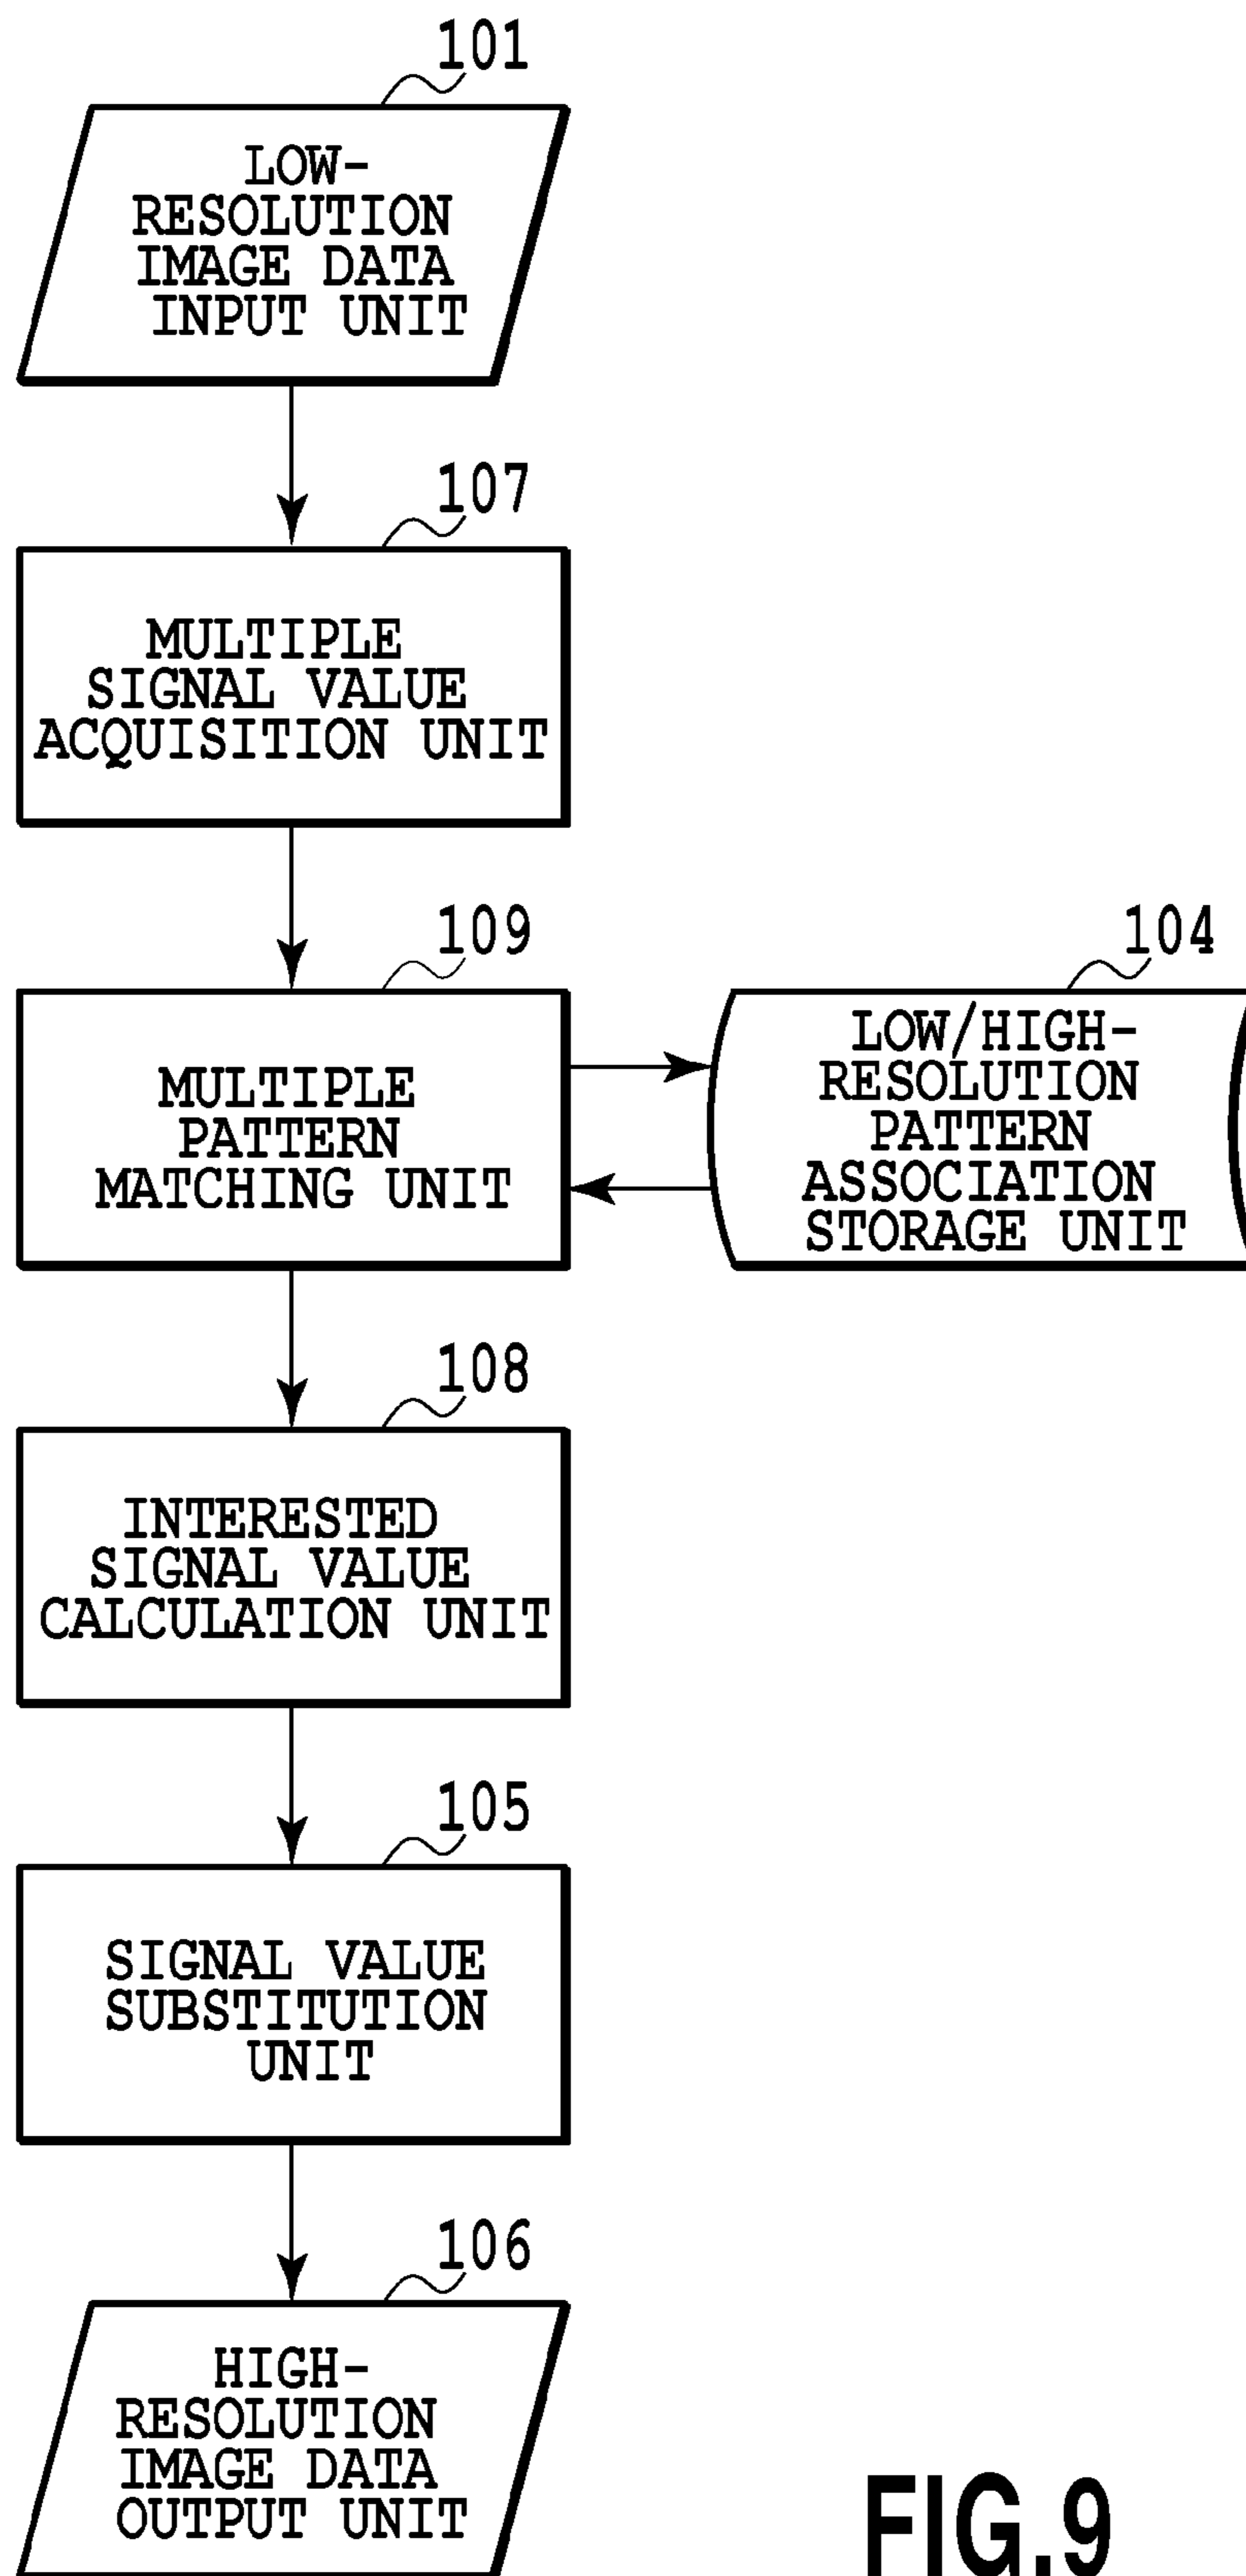 101
LOW-
RESOLUTION
IMAGE DATA
INPUT UNIT
107
MULTIPLE
SIGNAL VALUE
ACQUISITION UNIT
109
MULTIPLE
PATTERN
MATCHING UNIT
104
LOW/HIGH-
RESOLUTION
PATTERN
ASSOCIATION
STORAGE UNIT
108
INTERESTED
SIGNAL VALUE
CALCULATION UNIT
105
SIGNAL VALUE
SUBSTITUTION
UNIT
106
HIGH-
RESOLUTION
IMAGE DATA
OUTPUT UNIT
FIG.9